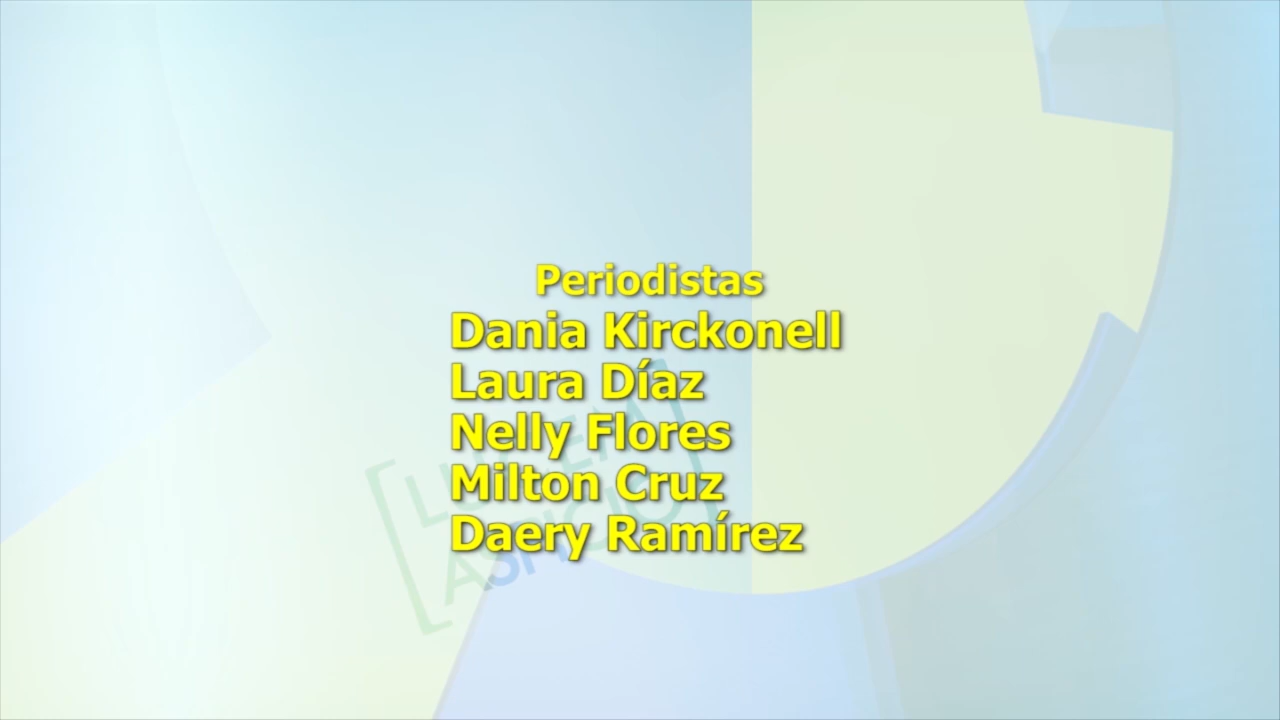 Periodistas
Dania Kirckonell
Laura Díaz
Nelly Flores
Milton Cruz
Daery Ramírez